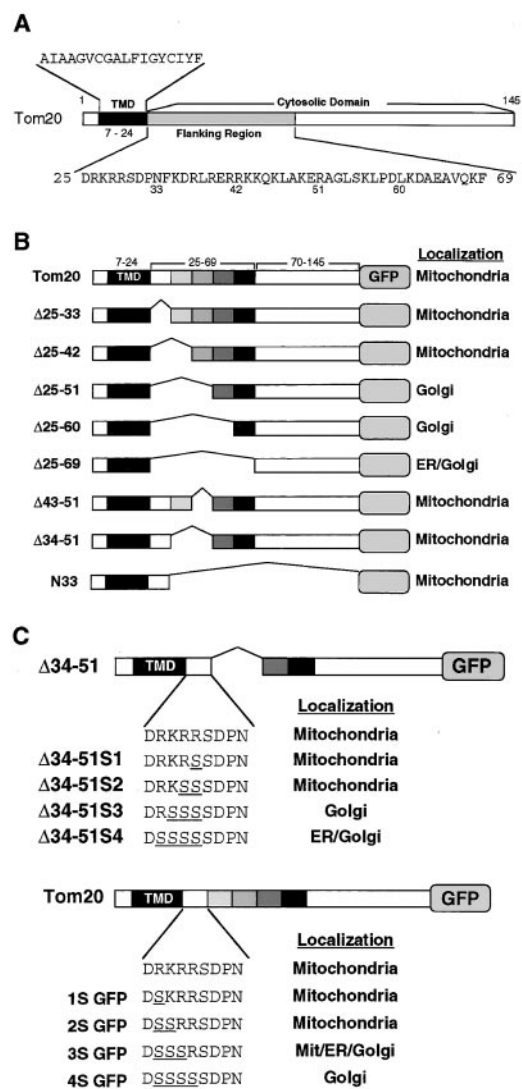 A
AIAAGVCGALFIGYCIYF
1 TMD Cytosolic Domain 145
Tom20
7 - 24 Flanking Region
25 DRKRRSDPNFKDRLRERRKKQKLAKERAGLSKLPDLKDAEAVQKF 69
33 42 51 60
B
7-24 25-69 70-145 Localization
Tom20 TMD GFP Mitochondria
Δ25-33 Mitochondria
Δ25-42 Mitochondria
Δ25-51 Golgi
Δ25-60 Golgi
Δ25-69 ER/Golgi
Δ43-51 Mitochondria
Δ34-51 Mitochondria
N33 Mitochondria
C
Δ34-51 TMD GFP
Localization
DRKRRSDPN Mitochondria
Δ34-51S1 DRKRSSDPN Mitochondria
Δ34-51S2 DRKSSSDPN Mitochondria
Δ34-51S3 DRSSSSDPN Golgi
Δ34-51S4 DSSSSSDPN ER/Golgi
Tom20 TMD GFP
Localization
DRKRRSDPN Mitochondria
1S GFP DSKRRSDPN Mitochondria
2S GFP DSSRRSDPN Mitochondria
3S GFP DSSSRSDPN Mit/ER/Golgi
4S GFP DSSSSSDPN Golgi